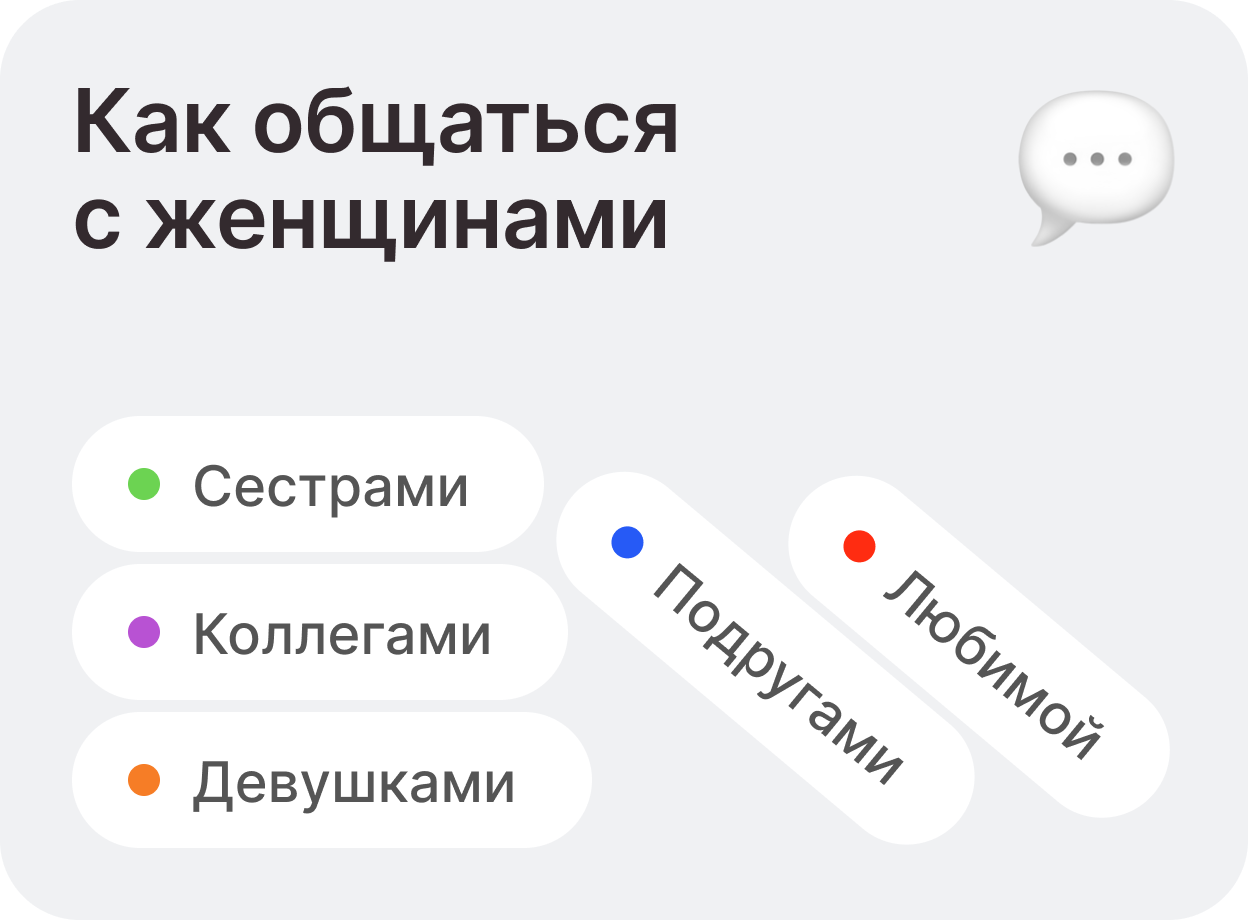 Как общаться
с женщинами
Сестрами
Коллегами
Девушками
Подругами
Любимой